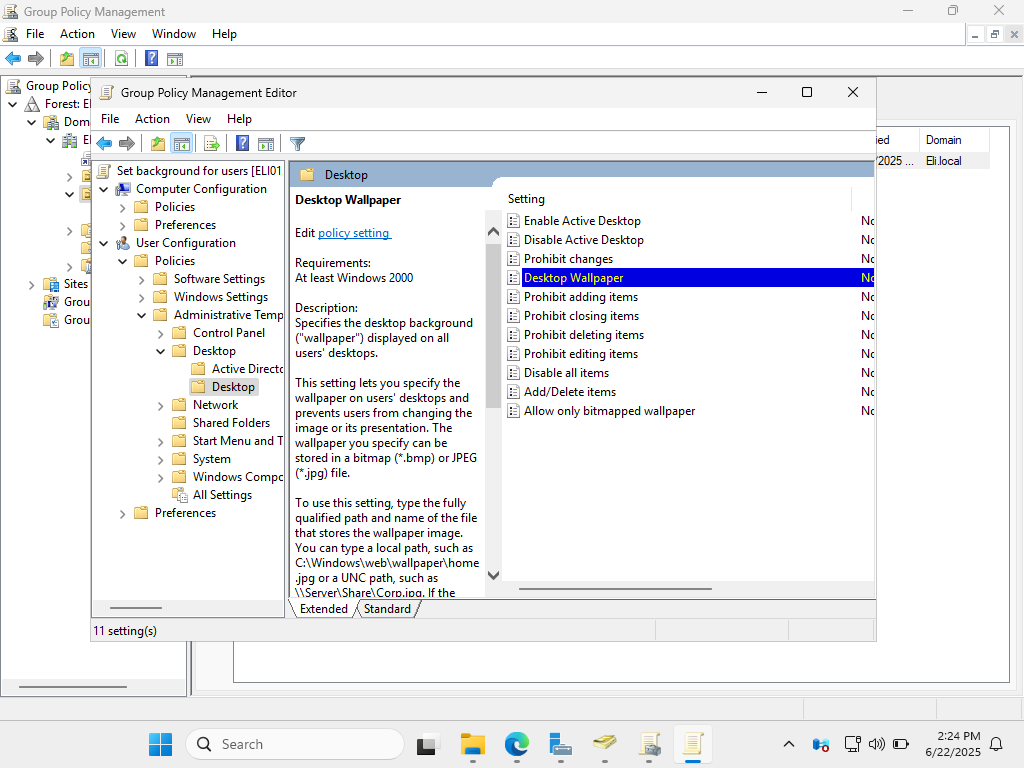 Group Policy Management
File Action View Window Help
Group Policy
Forest: El
Dom
Sites
Grou
Grou
ied Domain
/2025 ... Eli.local
Group Policy Management Editor
File Action View Help
Set background for users [ELI01
Computer Configuration
Policies
Preferences
User Configuration
Policies
Software Settings
Windows Settings
Administrative Temp
Control Panel
Desktop
Active Directo
Desktop
Network
Shared Folders
Start Menu and T
System
Windows Compo
All Settings
Preferences
Desktop
Desktop Wallpaper
Edit policy setting
Requirements:
At least Windows 2000
Description:
Specifies the desktop background
("wallpaper") displayed on all
users' desktops.
This setting lets you specify the
wallpaper on users' desktops and
prevents users from changing the
image or its presentation. The
wallpaper you specify can be
stored in a bitmap (*.bmp) or JPEG
(*.jpg) file.
To use this setting, type the fully
qualified path and name of the file
that stores the wallpaper image.
You can type a local path, such as
C:\Windows\web\wallpaper\home
.jpg or a UNC path, such as
\\Server\Share\Corp.jpg. If the
Setting
Enable Active Desktop No
Disable Active Desktop No
Prohibit changes No
Desktop Wallpaper No
Prohibit adding items No
Prohibit closing items No
Prohibit deleting items No
Prohibit editing items No
Disable all items No
Add/Delete items No
Allow only bitmapped wallpaper No
Extended Standard
11 setting(s)
Search
2:24 PM
6/22/2025